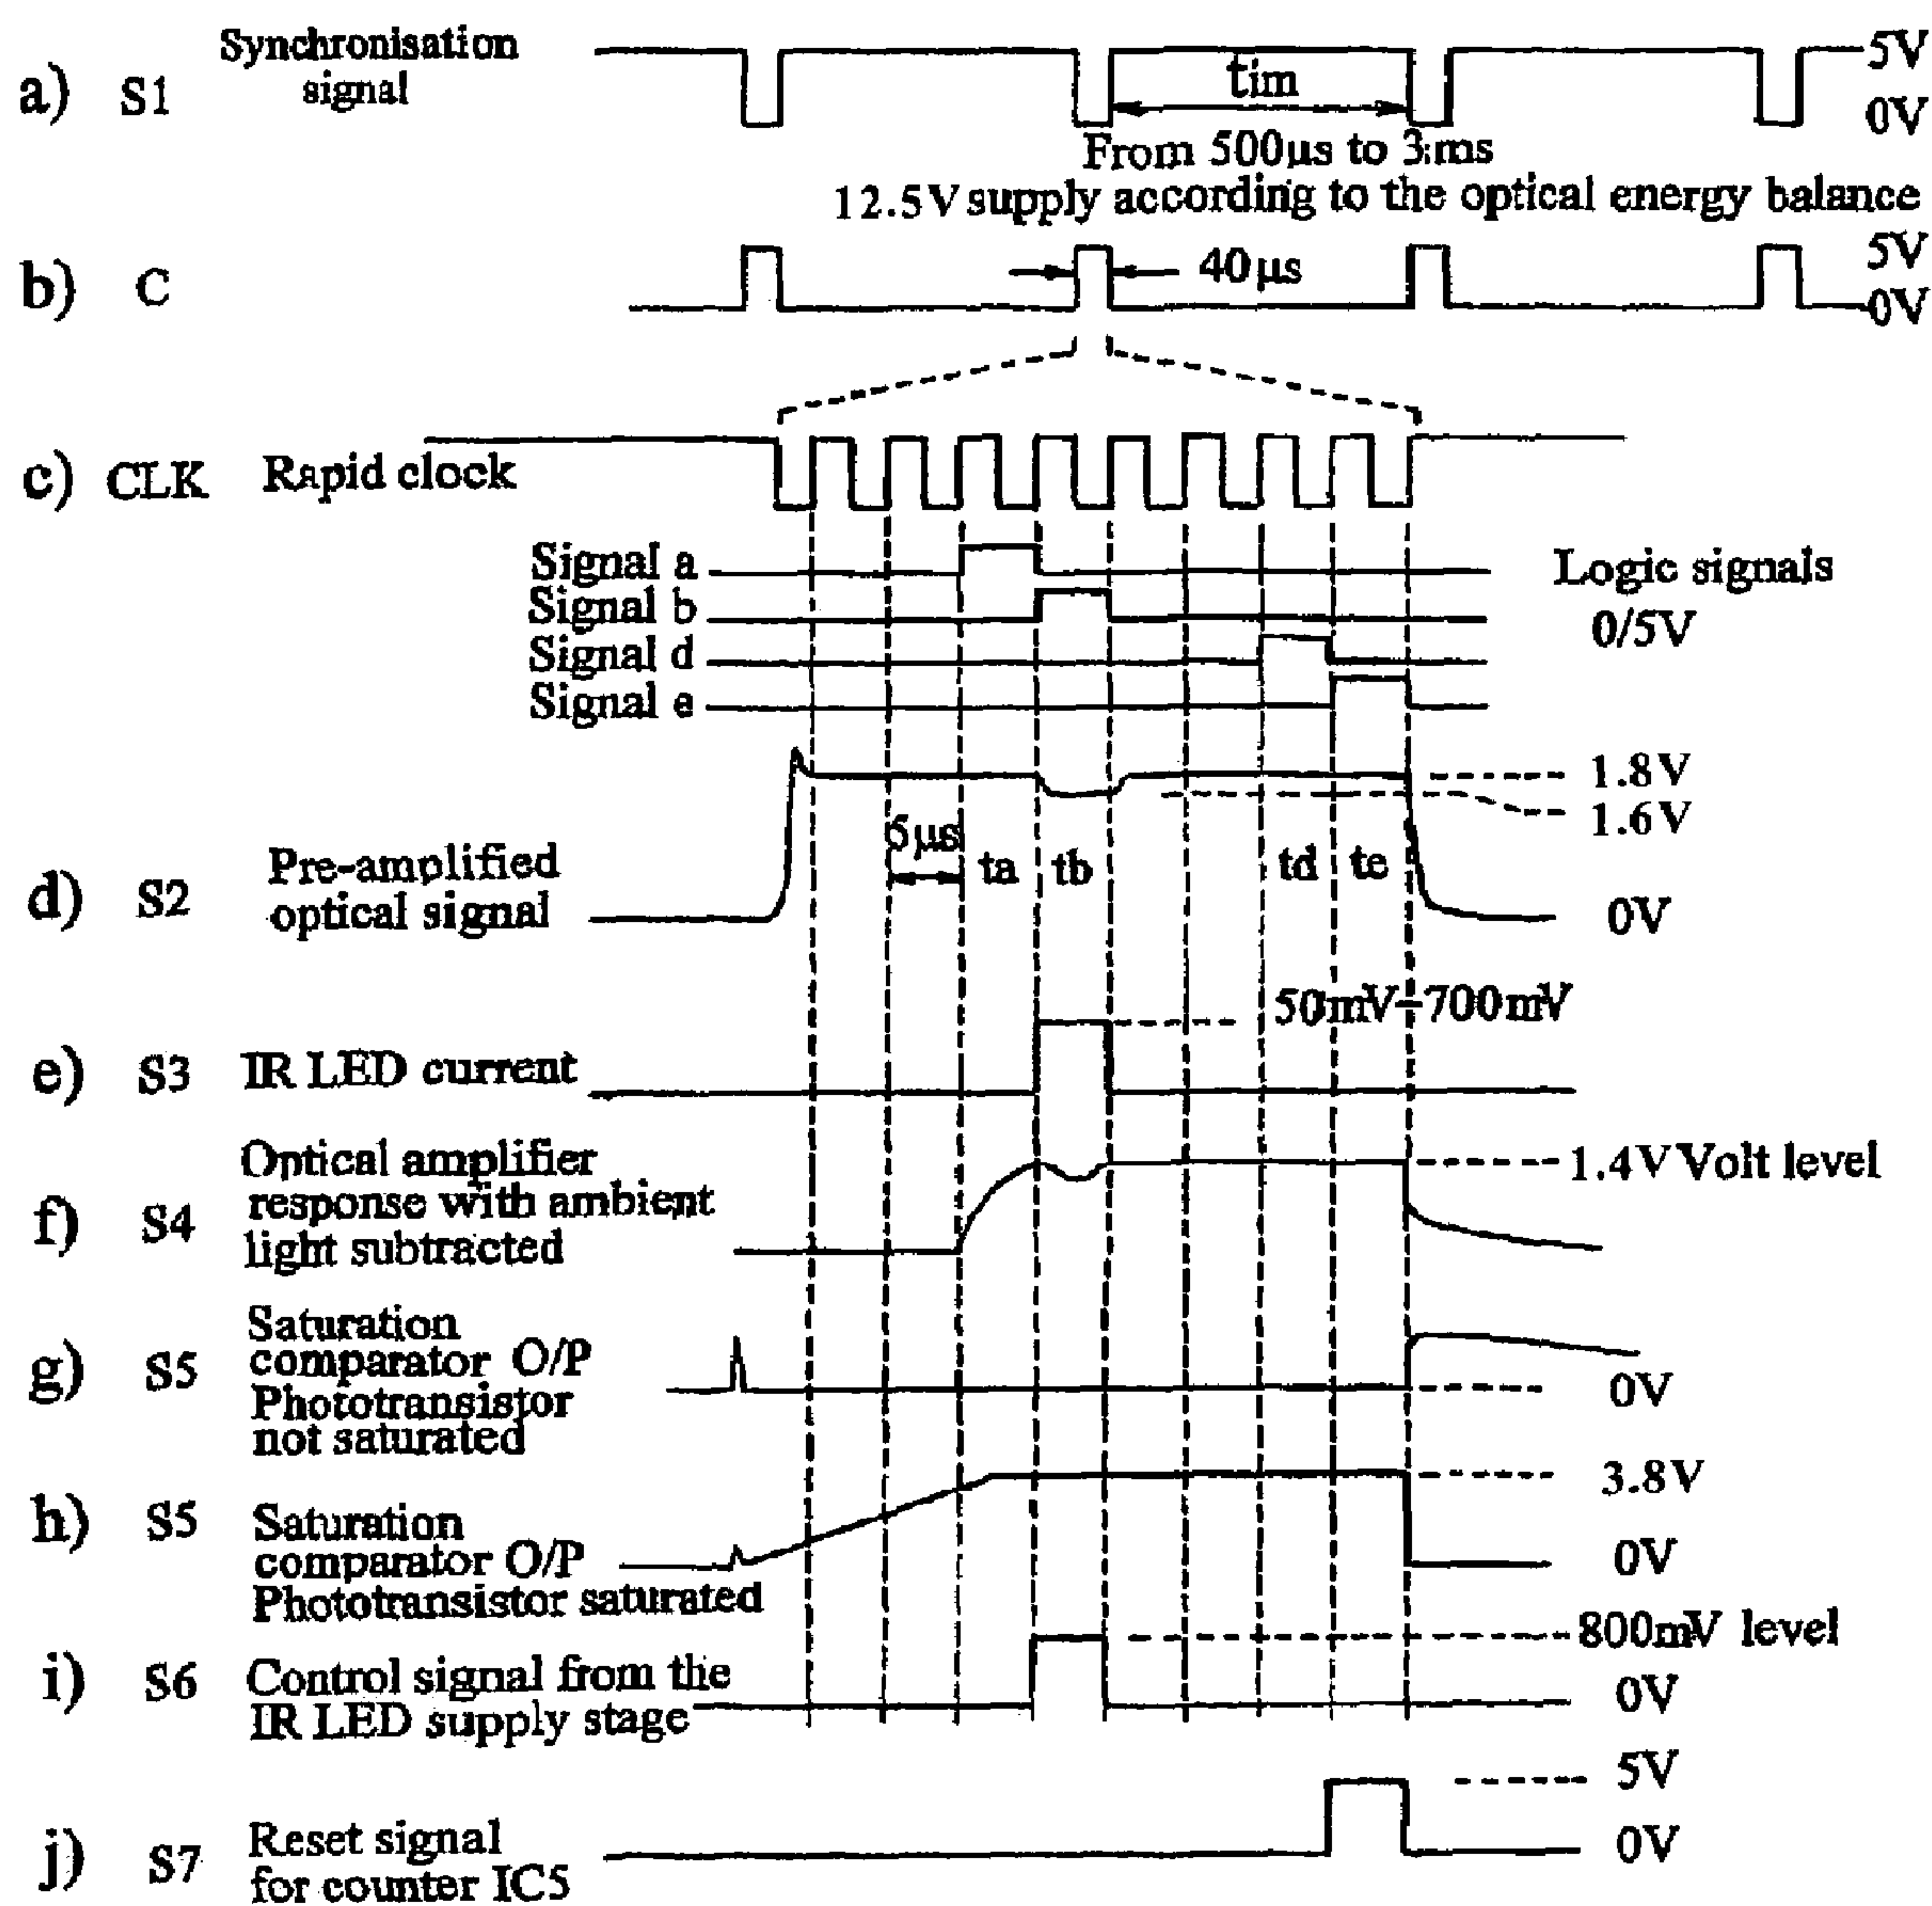 a) S1 Synchronisation signal
5V
0V
tim
From 500µs to 3ms
12.5V supply according to the optical energy balance
b) C
40µs
5V
0V
c) CLK Rapid clock
Signal a
Signal b
Signal d
Signal e
Logic signals
0/5V
d) S2 Pre-amplified optical signal
5µs
ta
tb
td
te
1.8V
1.6V
0V
e) S3 IR LED current
50mV-700mV
f) S4 Optical amplifier
response with ambient
light subtracted
1.4V Volt level
g) S5 Saturation
comparator O/P
Phototransistor
not saturated
0V
h) S5 Saturation
comparator O/P
Phototransistor saturated
3.8V
0V
i) S6 Control signal from the
IR LED supply stage
800mV level
0V
j) S7 Reset signal
for counter IC5
5V
0V